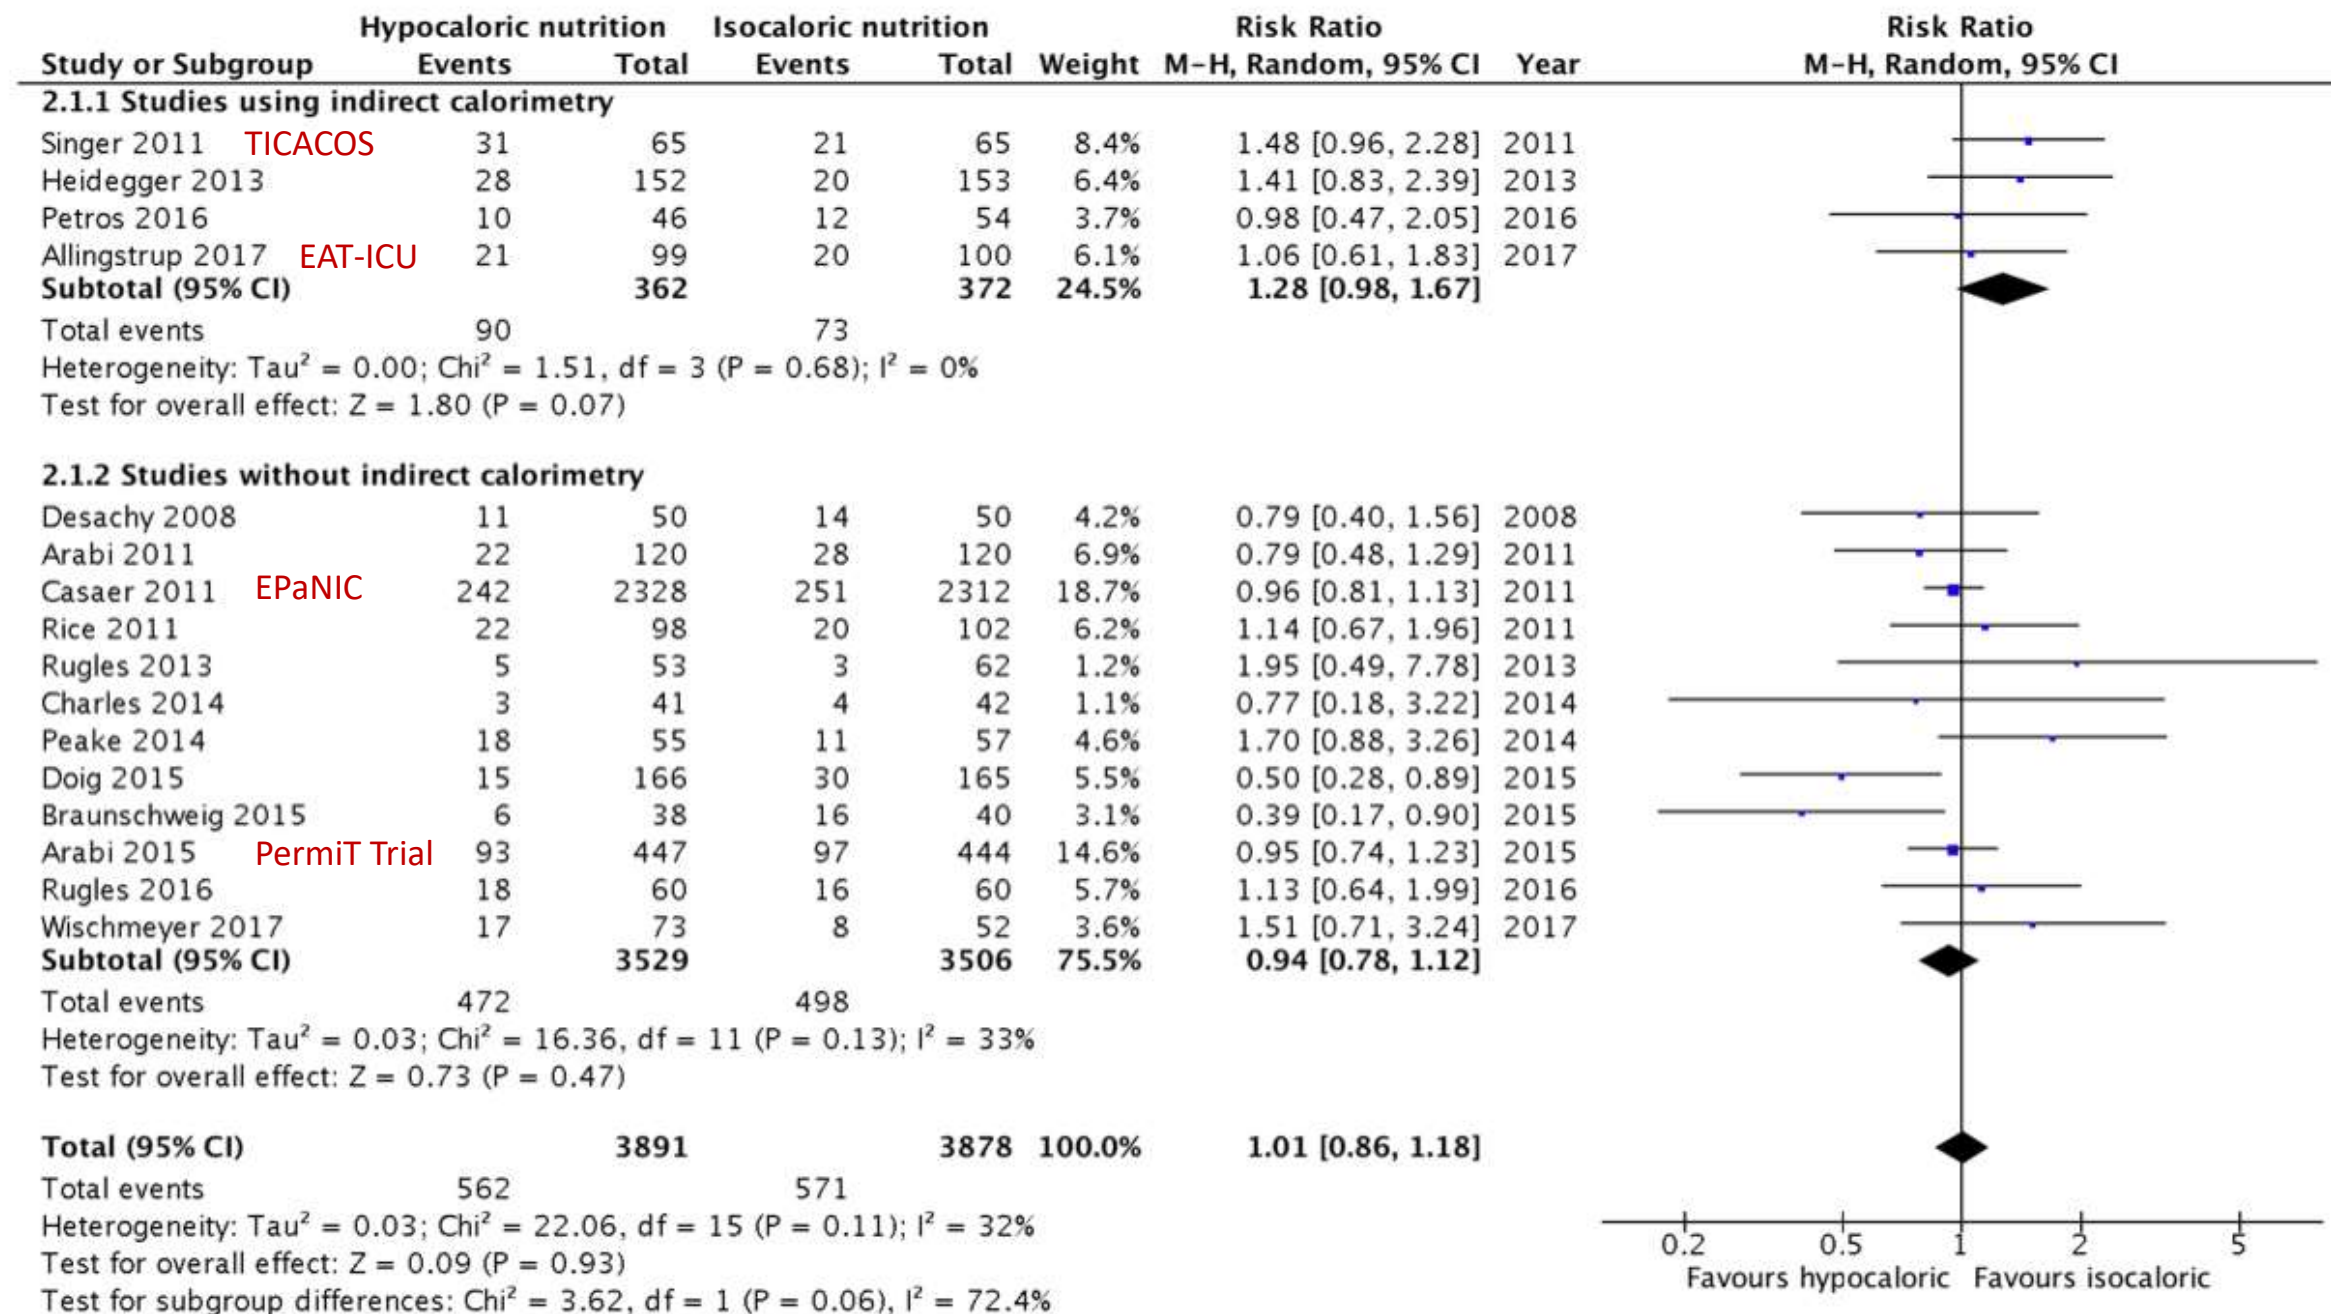 Hypocaloric nutrition Isocaloric nutrition Risk Ratio Risk Ratio
Study or Subgroup Events Total Events Total Weight M-H, Random, 95% CI Year M-H, Random, 95% CI
2.1.1 Studies using indirect calorimetry
Singer 2011 TICACOS 31 65 21 65 8.4% 1.48 [0.96, 2.28] 2011
Heidegger 2013 28 152 20 153 6.4% 1.41 [0.83, 2.39] 2013
Petros 2016 10 46 12 54 3.7% 0.98 [0.47, 2.05] 2016
Allingstrup 2017 EAT-ICU 21 99 20 100 6.1% 1.06 [0.61, 1.83] 2017
Subtotal (95% CI) 362 372 24.5% 1.28 [0.98, 1.67]
Total events 90 73
Heterogeneity: Tau² = 0.00; Chi² = 1.51, df = 3 (P = 0.68); I² = 0%
Test for overall effect: Z = 1.80 (P = 0.07)
2.1.2 Studies without indirect calorimetry
Desachy 2008 11 50 14 50 4.2% 0.79 [0.40, 1.56] 2008
Arabi 2011 22 120 28 120 6.9% 0.79 [0.48, 1.29] 2011
Casaer 2011 EPaNIC 242 2328 251 2312 18.7% 0.96 [0.81, 1.13] 2011
Rice 2011 22 98 20 102 6.2% 1.14 [0.67, 1.96] 2011
Rugles 2013 5 53 3 62 1.2% 1.95 [0.49, 7.78] 2013
Charles 2014 3 41 4 42 1.1% 0.77 [0.18, 3.22] 2014
Peake 2014 18 55 11 57 4.6% 1.70 [0.88, 3.26] 2014
Doig 2015 15 166 30 165 5.5% 0.50 [0.28, 0.89] 2015
Braunschweig 2015 6 38 16 40 3.1% 0.39 [0.17, 0.90] 2015
Arabi 2015 PermiT Trial 93 447 97 444 14.6% 0.95 [0.74, 1.23] 2015
Rugles 2016 18 60 16 60 5.7% 1.13 [0.64, 1.99] 2016
Wischmeyer 2017 17 73 8 52 3.6% 1.51 [0.71, 3.24] 2017
Subtotal (95% CI) 3529 3506 75.5% 0.94 [0.78, 1.12]
Total events 472 498
Heterogeneity: Tau² = 0.03; Chi² = 16.36, df = 11 (P = 0.13); I² = 33%
Test for overall effect: Z = 0.73 (P = 0.47)
Total (95% CI) 3891 3878 100.0% 1.01 [0.86, 1.18]
Total events 562 571
Heterogeneity: Tau² = 0.03; Chi² = 22.06, df = 15 (P = 0.11); I² = 32%
Test for overall effect: Z = 0.09 (P = 0.93)
Test for subgroup differences: Chi² = 3.62, df = 1 (P = 0.06), I² = 72.4%
0.2 0.5 1 2 5
Favours hypocaloric Favours isocaloric